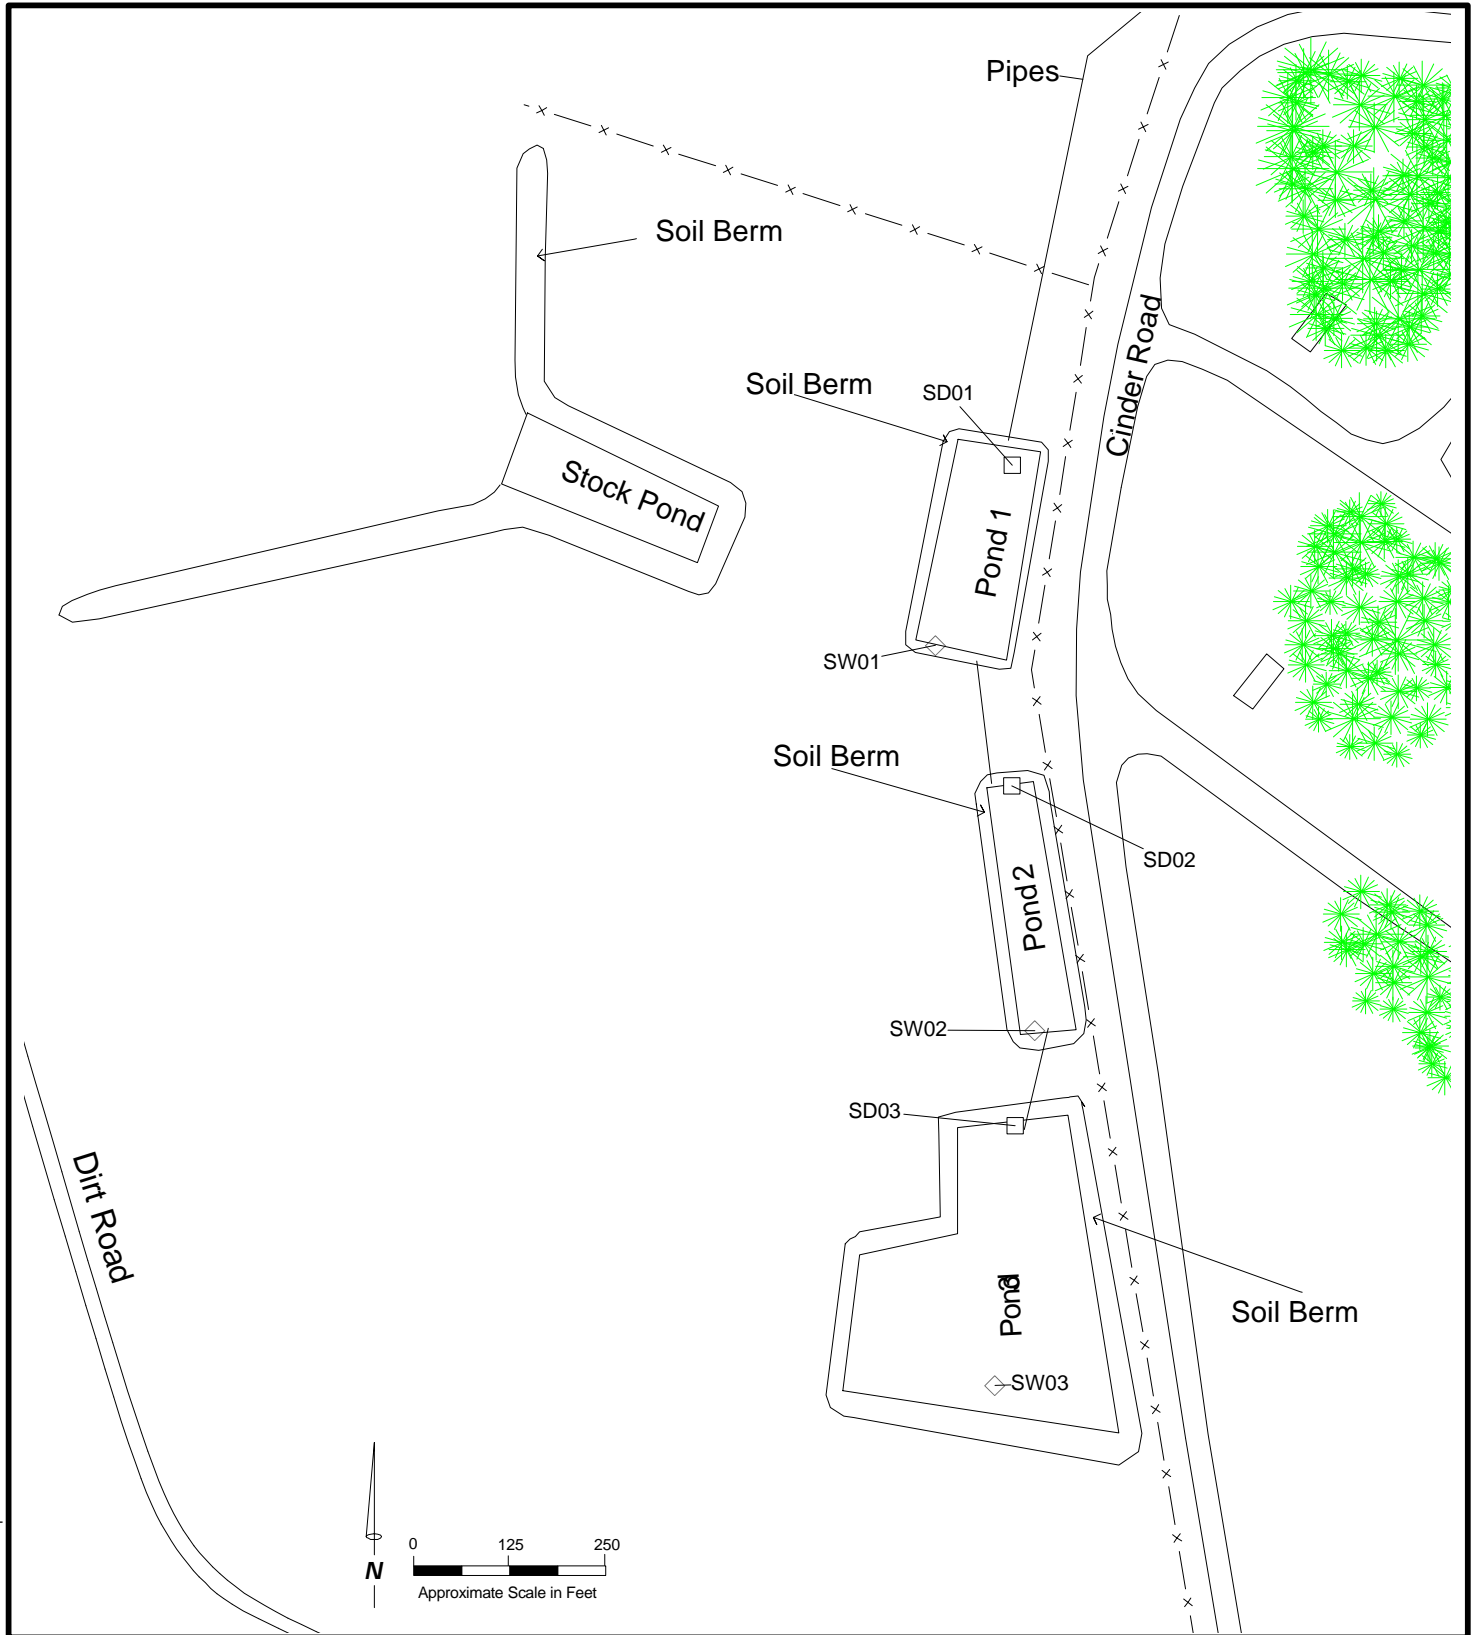 Pipes
Soil Berm
Cinder Road
Soil Berm
SD01
Stock Pond
Pond 1
SW01
Soil Berm
SD02
Pond 2
SW02
SD03
Dirt Road
Pond 3
Soil Berm
SW03
0 125 250
Approximate Scale in Feet
N